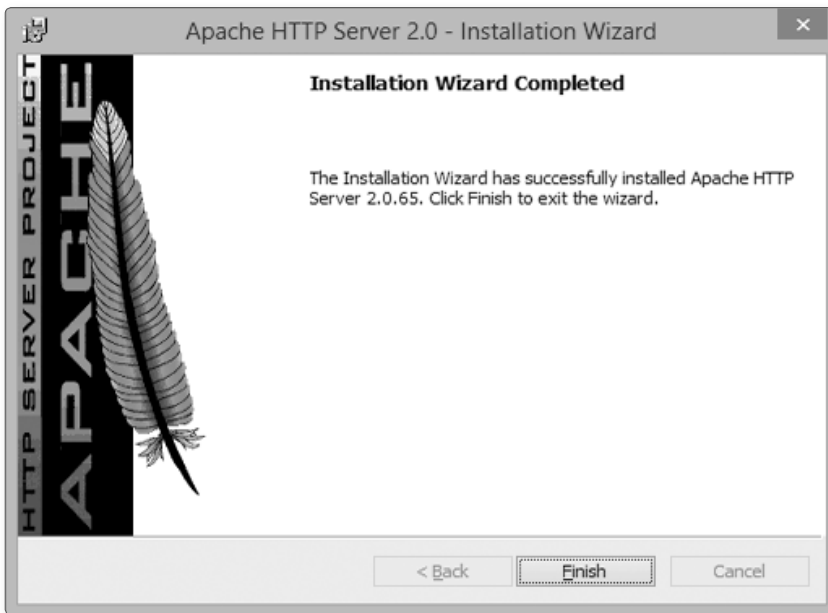 Apache HTTP Server 2.0 - Installation Wizard
HTTP SERVER PROJECT
APACHE
Installation Wizard Completed
The Installation Wizard has successfully installed Apache HTTP
Server 2.0.65. Click Finish to exit the wizard.
< Back
Finish
Cancel